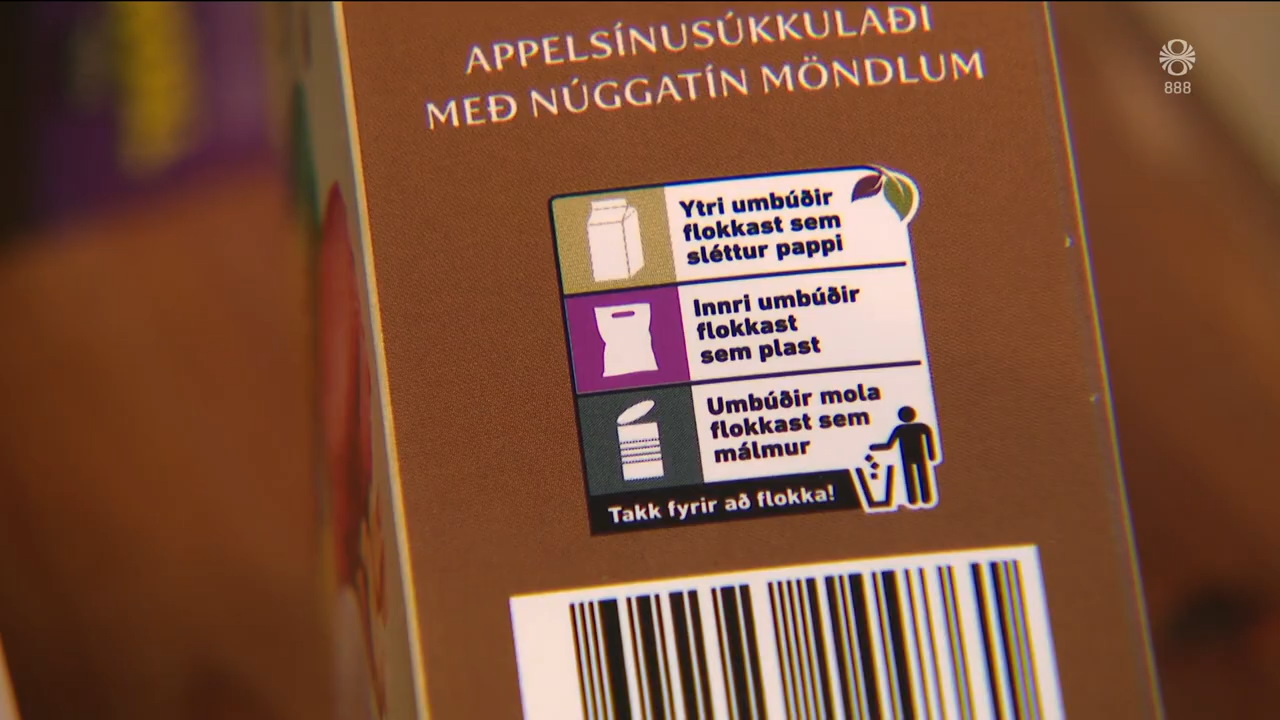 APPELSÍNUSÚKKULAÐI
MEÐ NÚGGATÍN MÖNDLUM
888
Ytri umbúðir
flokkast sem
sléttur pappi
Innri umbúðir
flokkast
sem plast
Umbúðir mola
flokkast sem
málmur
Takk fyrir að flokka!